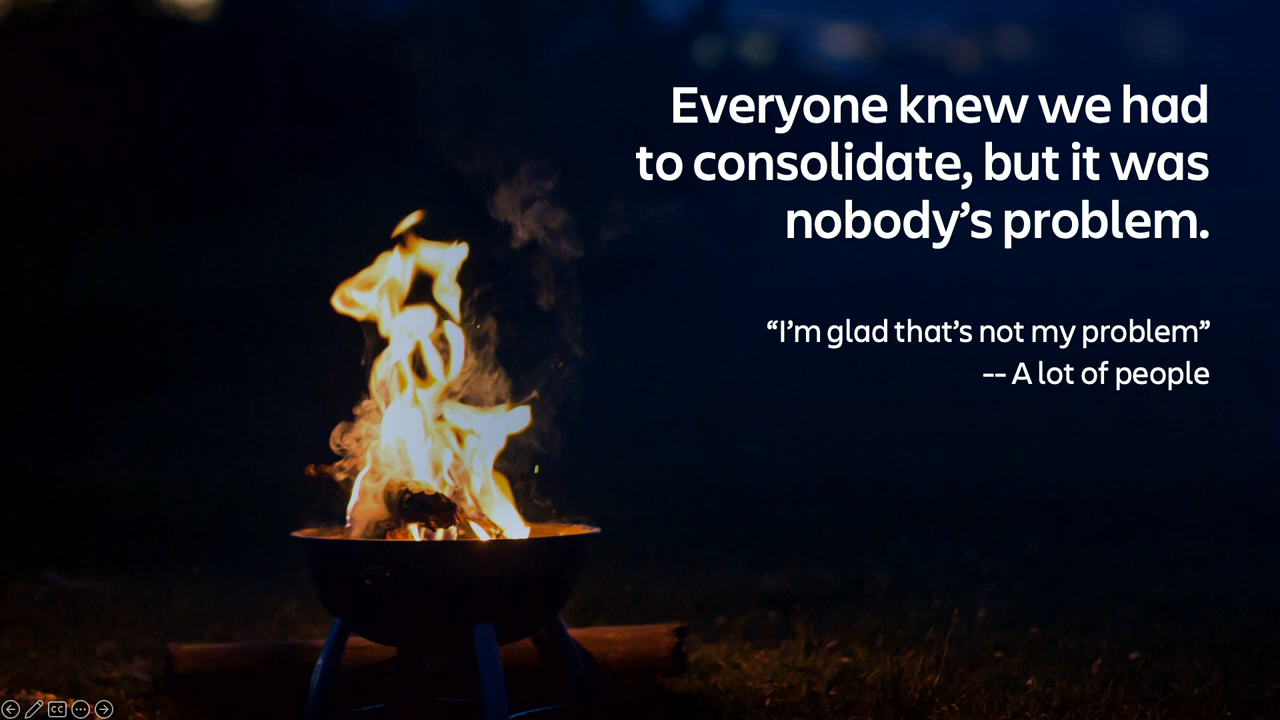 Everyone knew we had
to consolidate, but it was
nobody’s problem.
“I’m glad that’s not my problem”
-- A lot of people
CC